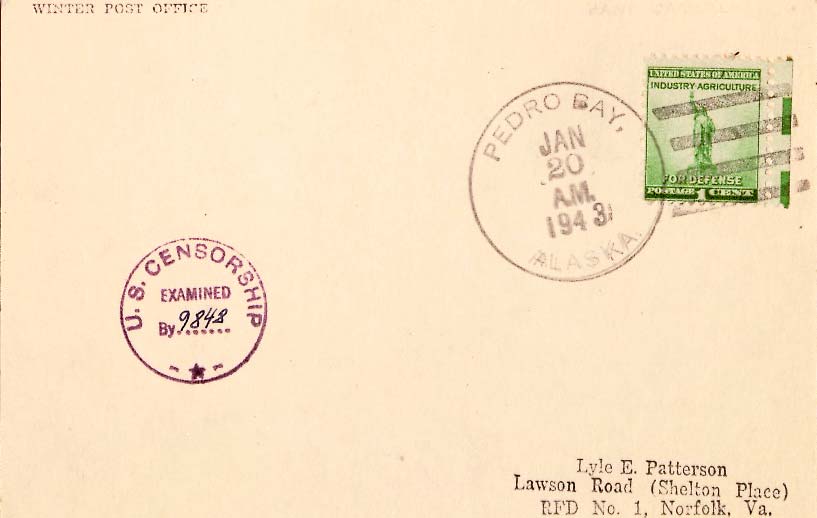 WINTER POST OFFICE
UNITED STATES OF AMERICA
INDUSTRY AGRICULTURE
FOR DEFENSE
POSTAGE 1 CENT
PEDRO BAY,
JAN
20
A.M.
1943
ALASKA.
U. S. CENSORSHIP
EXAMINED
By 9848
Lyle E. Patterson
Lawson Road (Shelton Place)
RFD No. 1, Norfolk, Va.